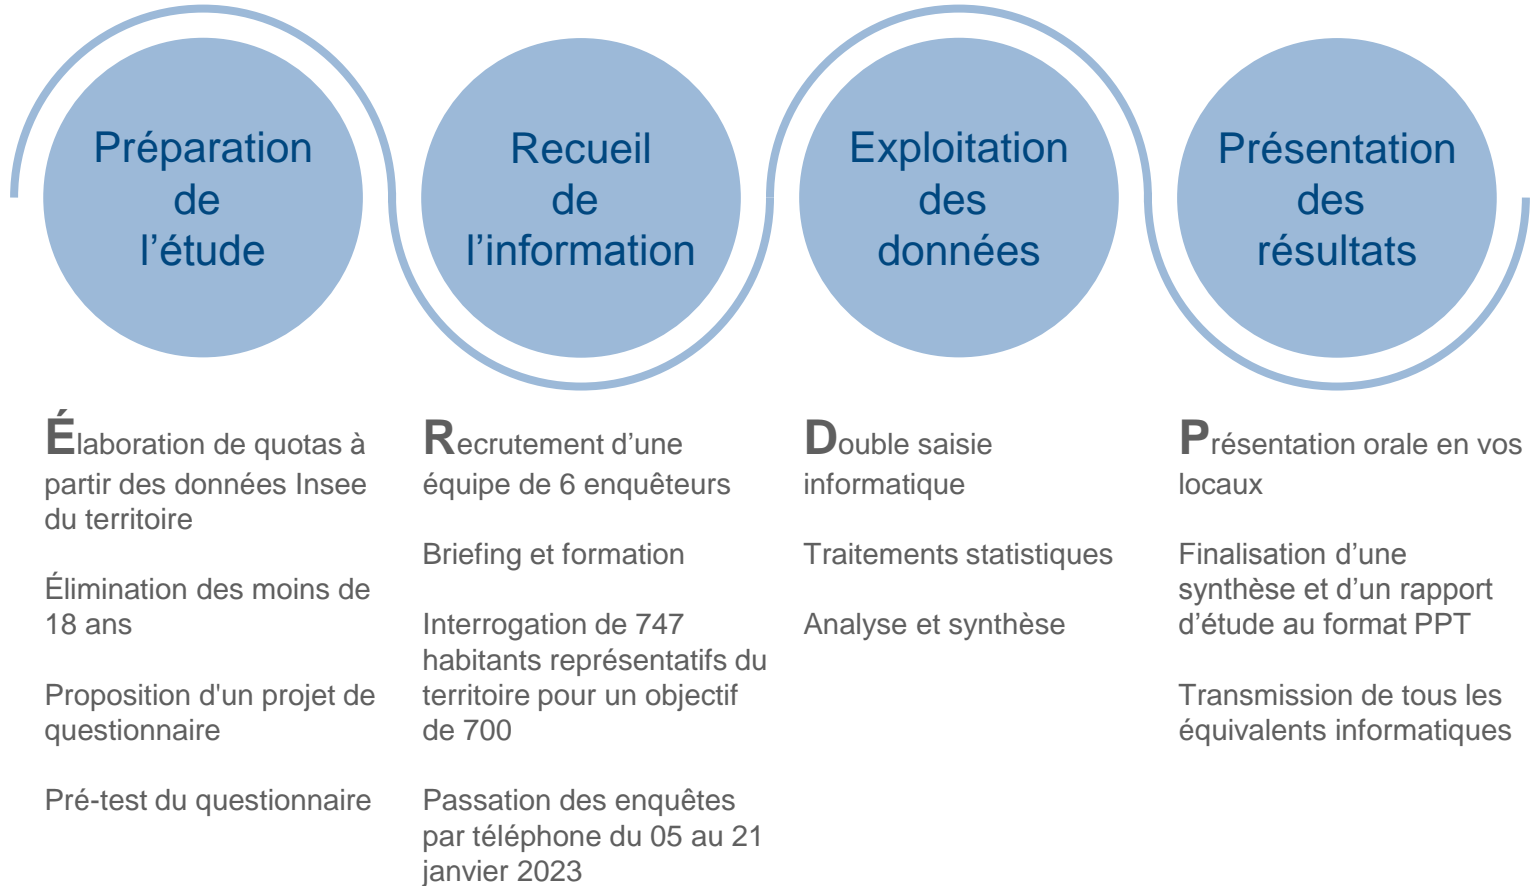 Préparation
de
l’étude
Recueil
de
l’information
Exploitation
des
données
Présentation
des
résultats
Élaboration de quotas à
partir des données Insee
du territoire
Élimination des moins de
18 ans
Proposition d'un projet de
questionnaire
Pré-test du questionnaire
Recrutement d’une
équipe de 6 enquêteurs
Briefing et formation
Interrogation de 747
habitants représentatifs du
territoire pour un objectif
de 700
Passation des enquêtes
par téléphone du 05 au 21
janvier 2023
Double saisie
informatique
Traitements statistiques
Analyse et synthèse
Présentation orale en vos
locaux
Finalisation d’une
synthèse et d’un rapport
d’étude au format PPT
Transmission de tous les
équivalents informatiques